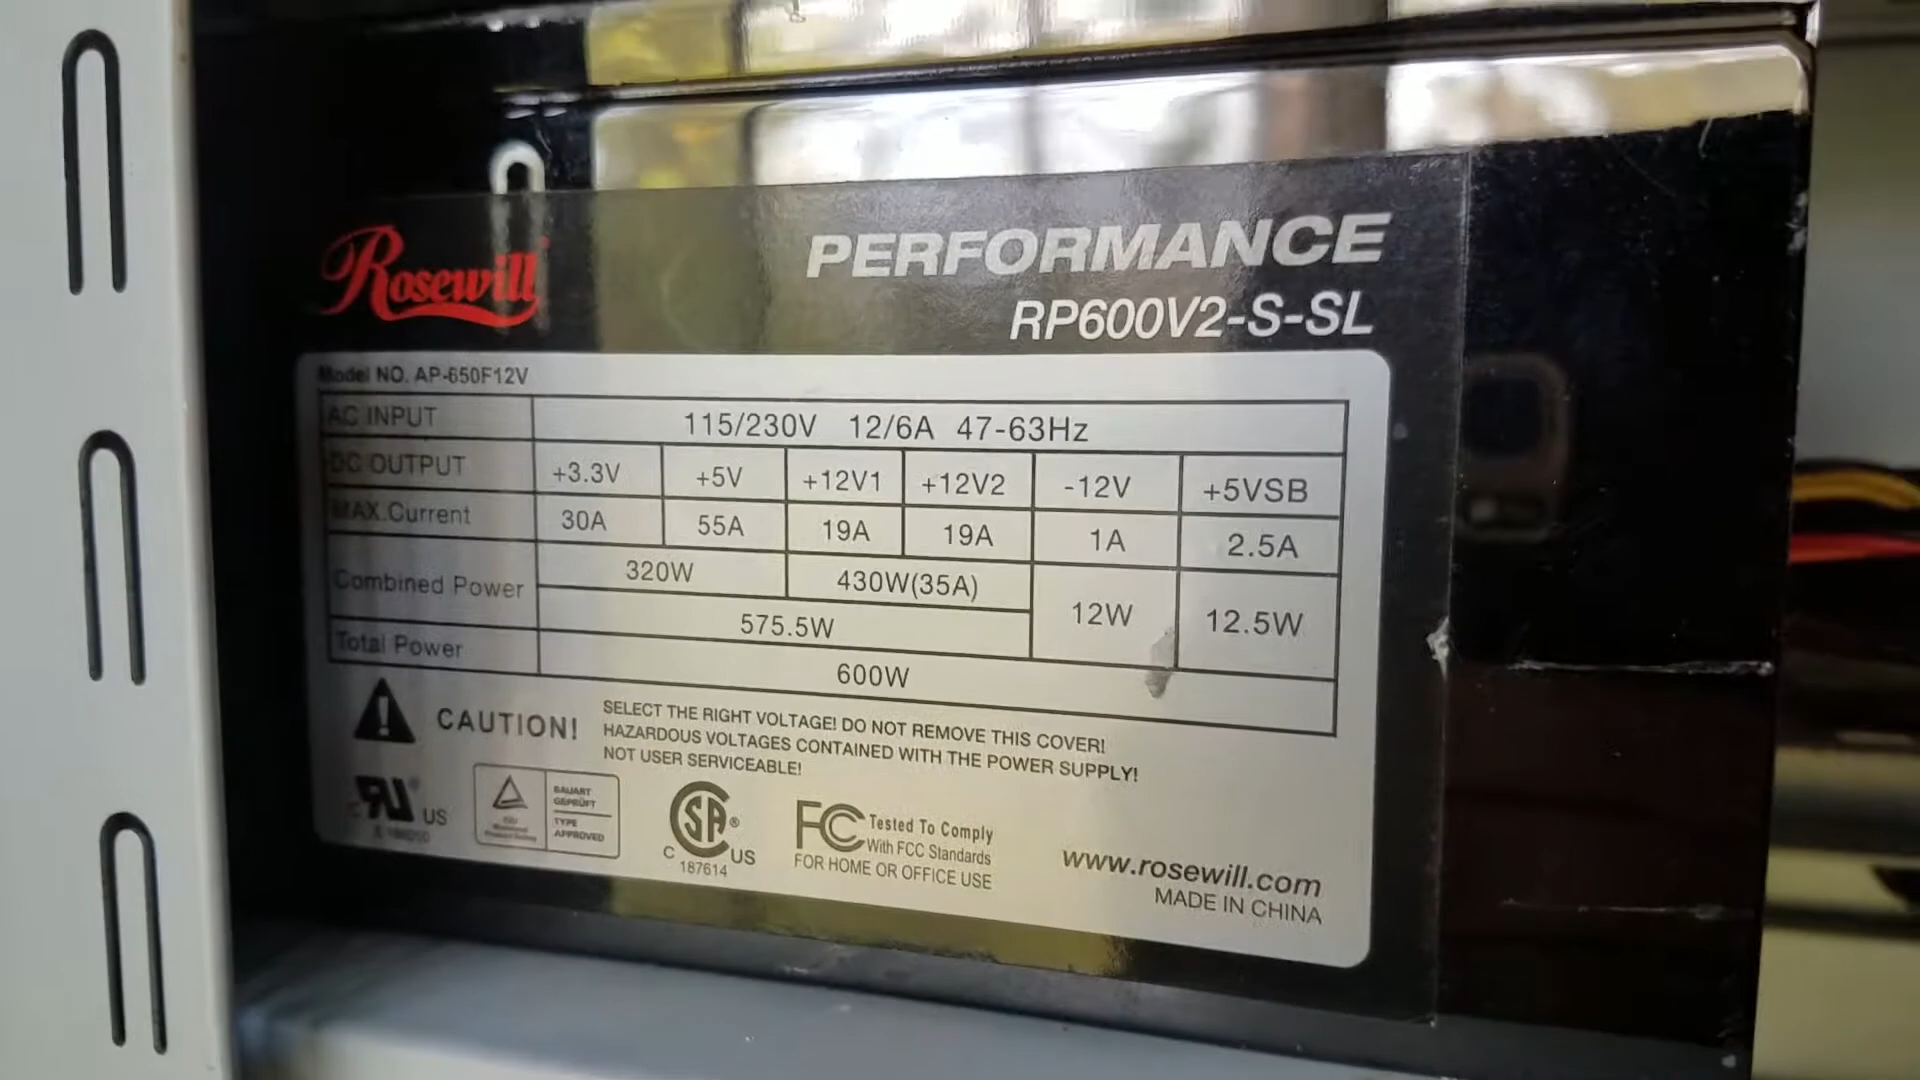 Rosewill
PERFORMANCE
RP600V2-S-SL
Model NO. AP-650F12V
AC INPUT 115/230V 12/6A 47-63Hz
DC OUTPUT +3.3V +5V +12V1 +12V2 -12V +5VSB
MAX.Current 30A 55A 19A 19A 1A 2.5A
Combined Power 320W 430W(35A) 12W 12.5W
575.5W
Total Power 600W
CAUTION!
SELECT THE RIGHT VOLTAGE! DO NOT REMOVE THIS COVER!
HAZARDOUS VOLTAGES CONTAINED WITH THE POWER SUPPLY!
NOT USER SERVICEABLE!
US
BAUART
GEPRÜFT
TYPE
APPROVED
C US
187614
FC Tested To Comply
With FCC Standards
FOR HOME OR OFFICE USE
www.rosewill.com
MADE IN CHINA